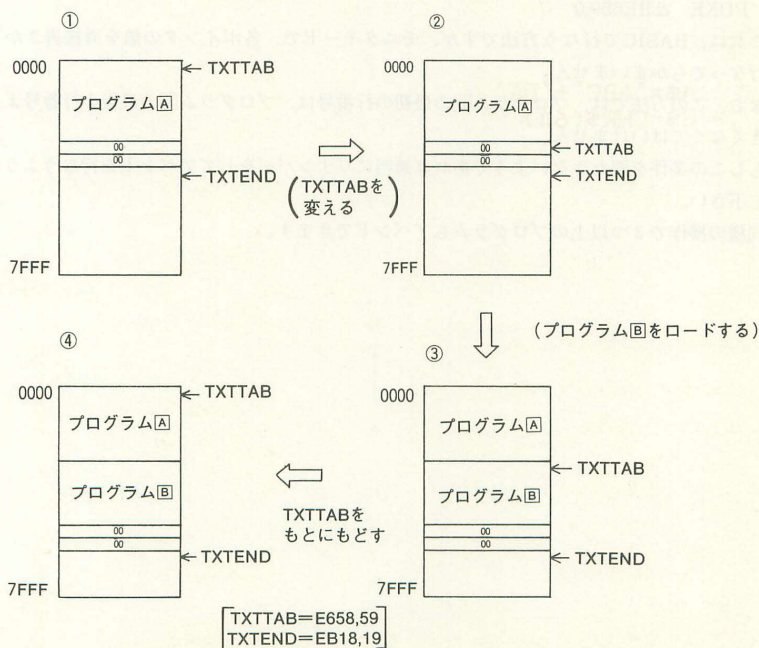 POKE &HEB69,0
①
0000
TXTTAB
プログラムA
00
00
TXTEND
7FFF
(TXTTABを
変える)
②
0000
プログラムA
00
00
TXTTAB
TXTEND
7FFF
(プログラムBをロードする)
③
0000
プログラムA
TXTTAB
プログラムB
00
00
TXTEND
7FFF
TXTTABを
もとにもどす
④
0000
TXTTAB
プログラムA
プログラムB
00
00
TXTEND
7FFF
[TXTTAB=E658,59
TXTEND=EB18,19]